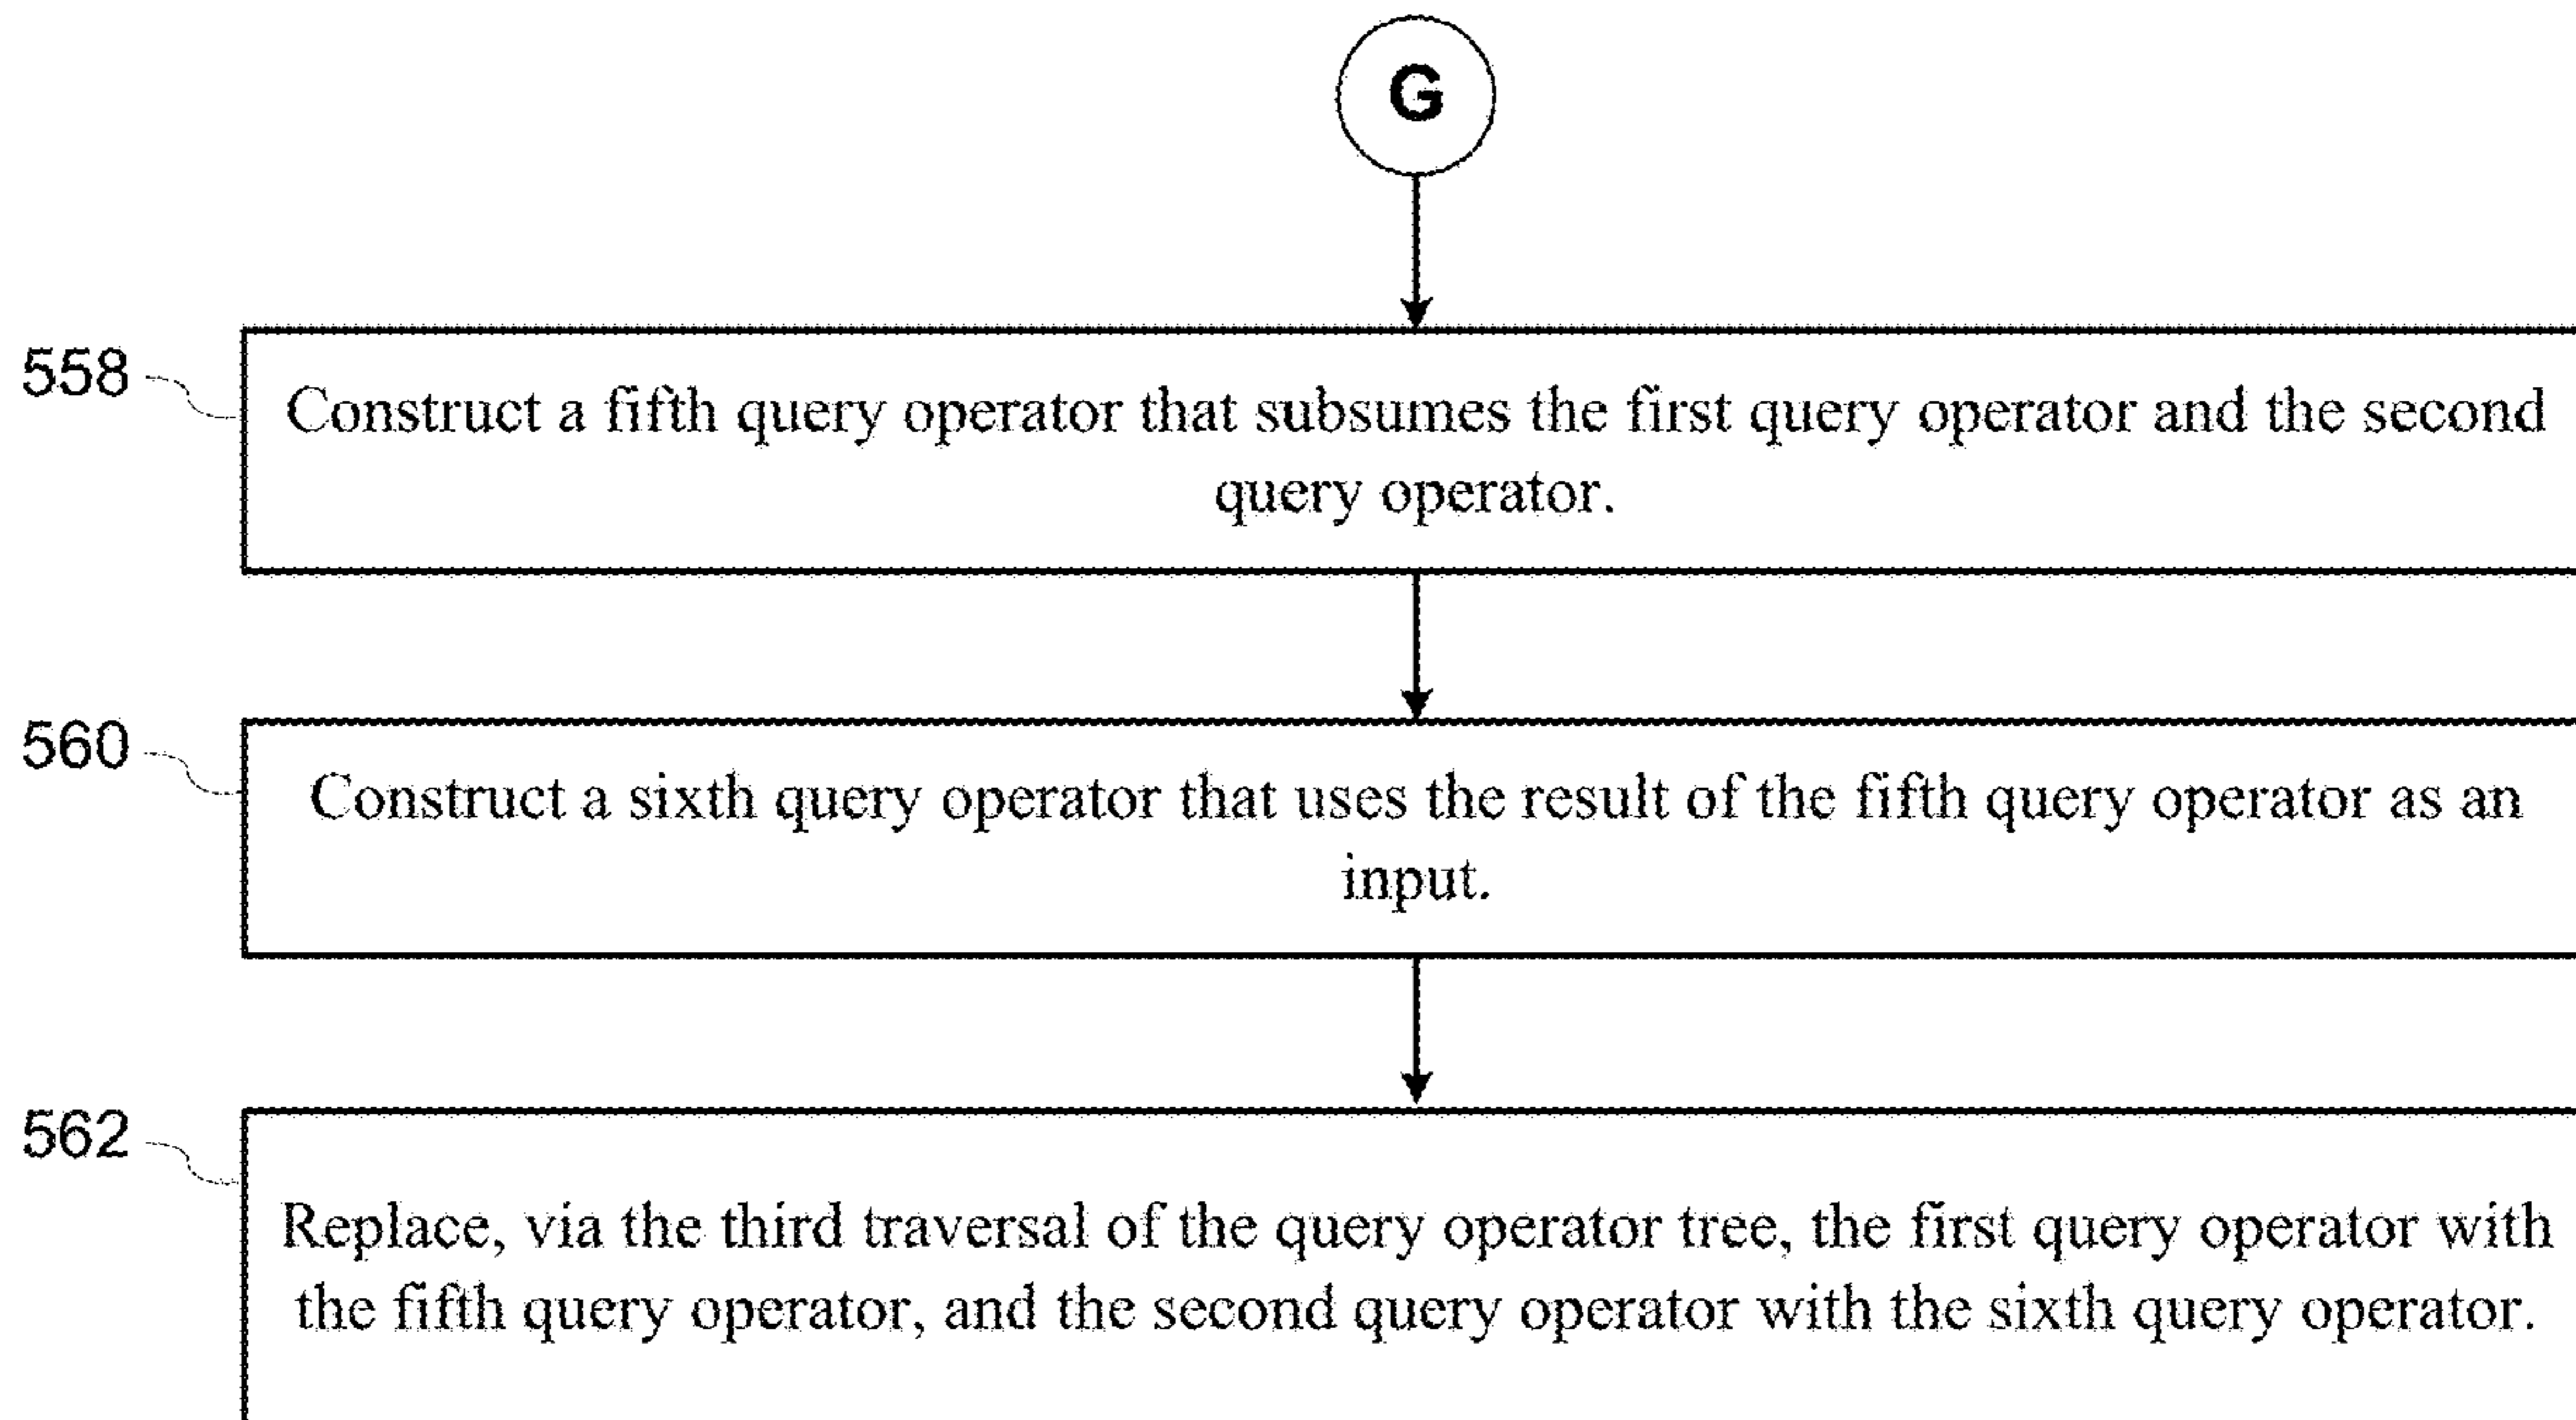 G
558
Construct a fifth query operator that subsumes the first query operator and the second
query operator.
560
Construct a sixth query operator that uses the result of the fifth query operator as an
input.
562
Replace, via the third traversal of the query operator tree, the first query operator with
the fifth query operator, and the second query operator with the sixth query operator.